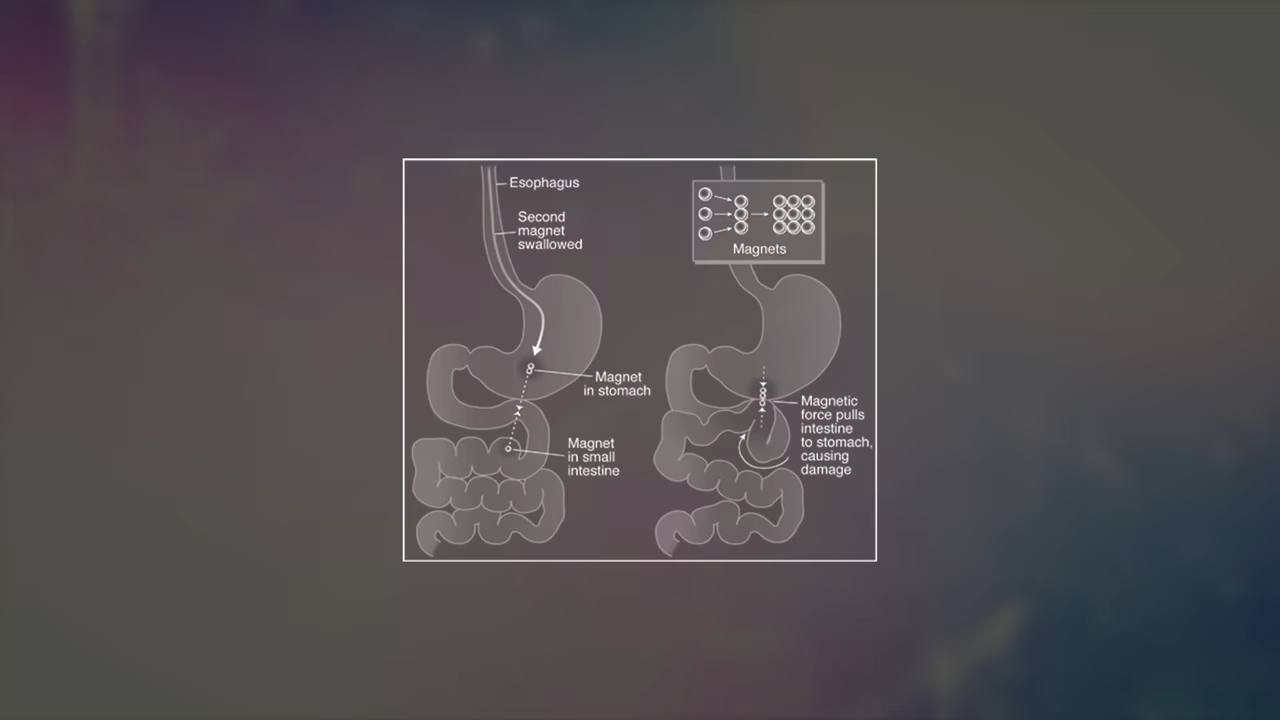 Esophagus
Second
magnet
swallowed
Magnet
in stomach
Magnet
in small
intestine
Magnets
Magnetic
force pulls
intestine
to stomach,
causing
damage